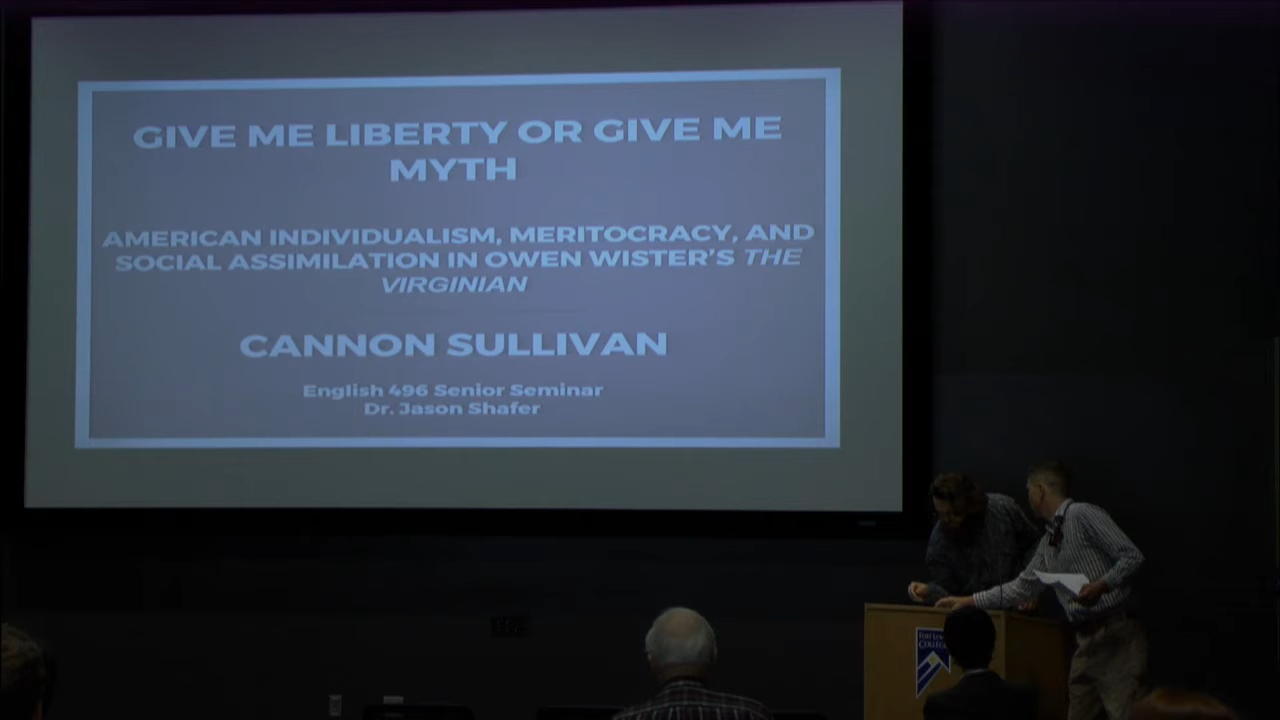 GIVE ME LIBERTY OR GIVE ME
MYTH
AMERICAN INDIVIDUALISM, MERITOCRACY, AND
SOCIAL ASSIMILATION IN OWEN WISTER'S THE
VIRGINIAN
CANNON SULLIVAN
English 496 Senior Seminar
Dr. Jason Shafer
COLLEGE